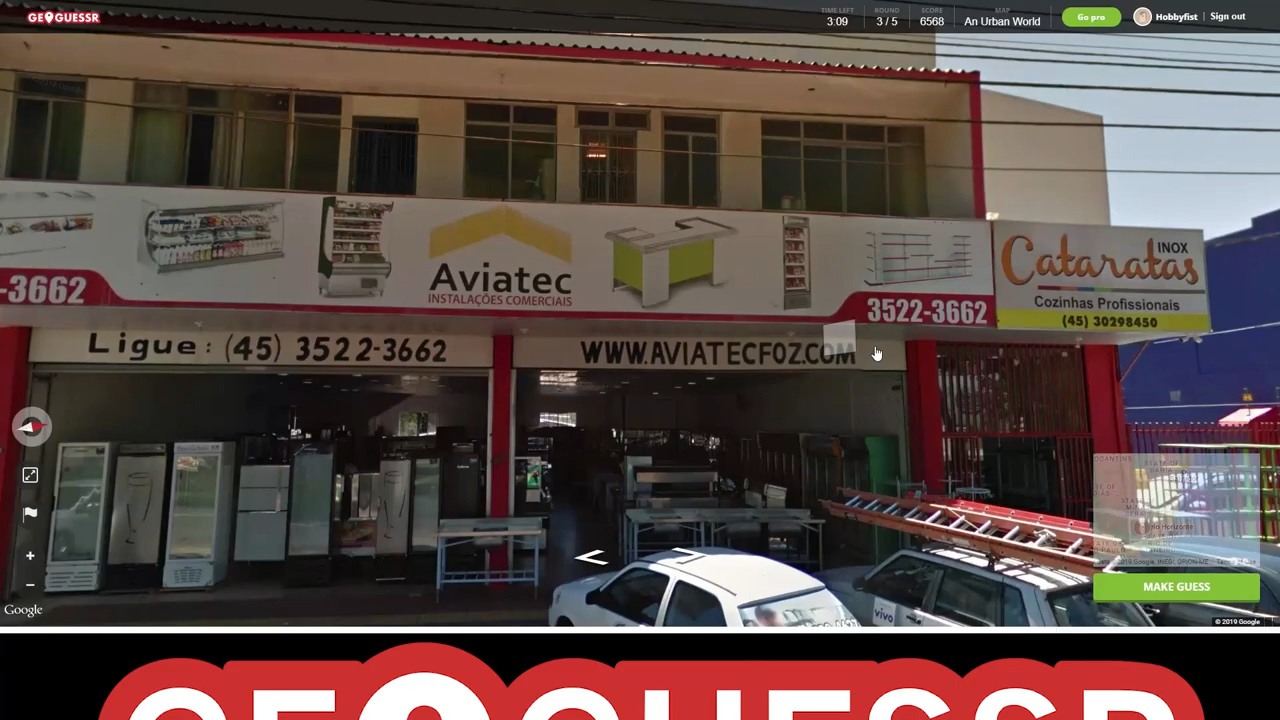 GEOGUESSR
TIME LEFT
3:09
ROUND
3 / 5
SCORE
6568
MAP
An Urban World
Go pro
Hobbyfist
Sign out
-3662
Aviatec
INSTALAÇÕES COMERCIAIS
3522-3662
Cataratas
INOX
Cozinhas Profissionais
(45) 30298450
Ligue: (45) 3522-3662
WWW.AVIATECFOZ.COM
vivo
MAKE GUESS
Google
© 2019 Google
GEOGUESSR